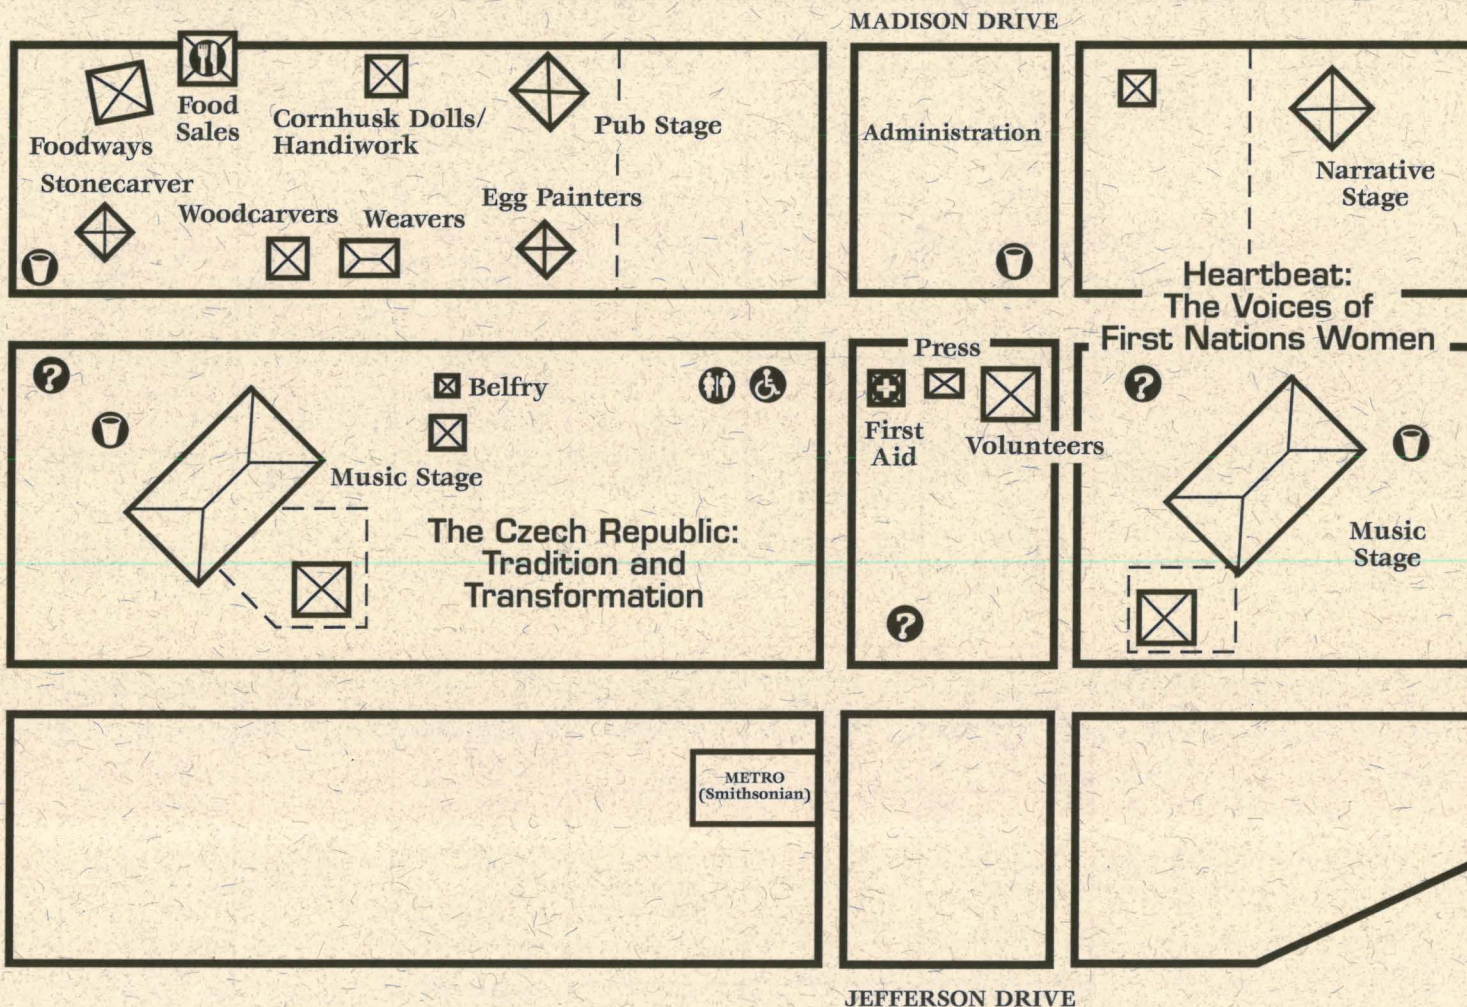 MADISON DRIVE
Food
Sales
Foodways
Cornhusk Dolls/
Handiwork
Pub Stage
Stonecarver
Woodcarvers
Weavers
Egg Painters
Administration
Narrative
Stage
Heartbeat:
The Voices of
First Nations Women
?
Belfry
Music Stage
The Czech Republic:
Tradition and
Transformation
Press
First
Aid
Volunteers
?
?
Music
Stage
METRO
(Smithsonian)
JEFFERSON DRIVE